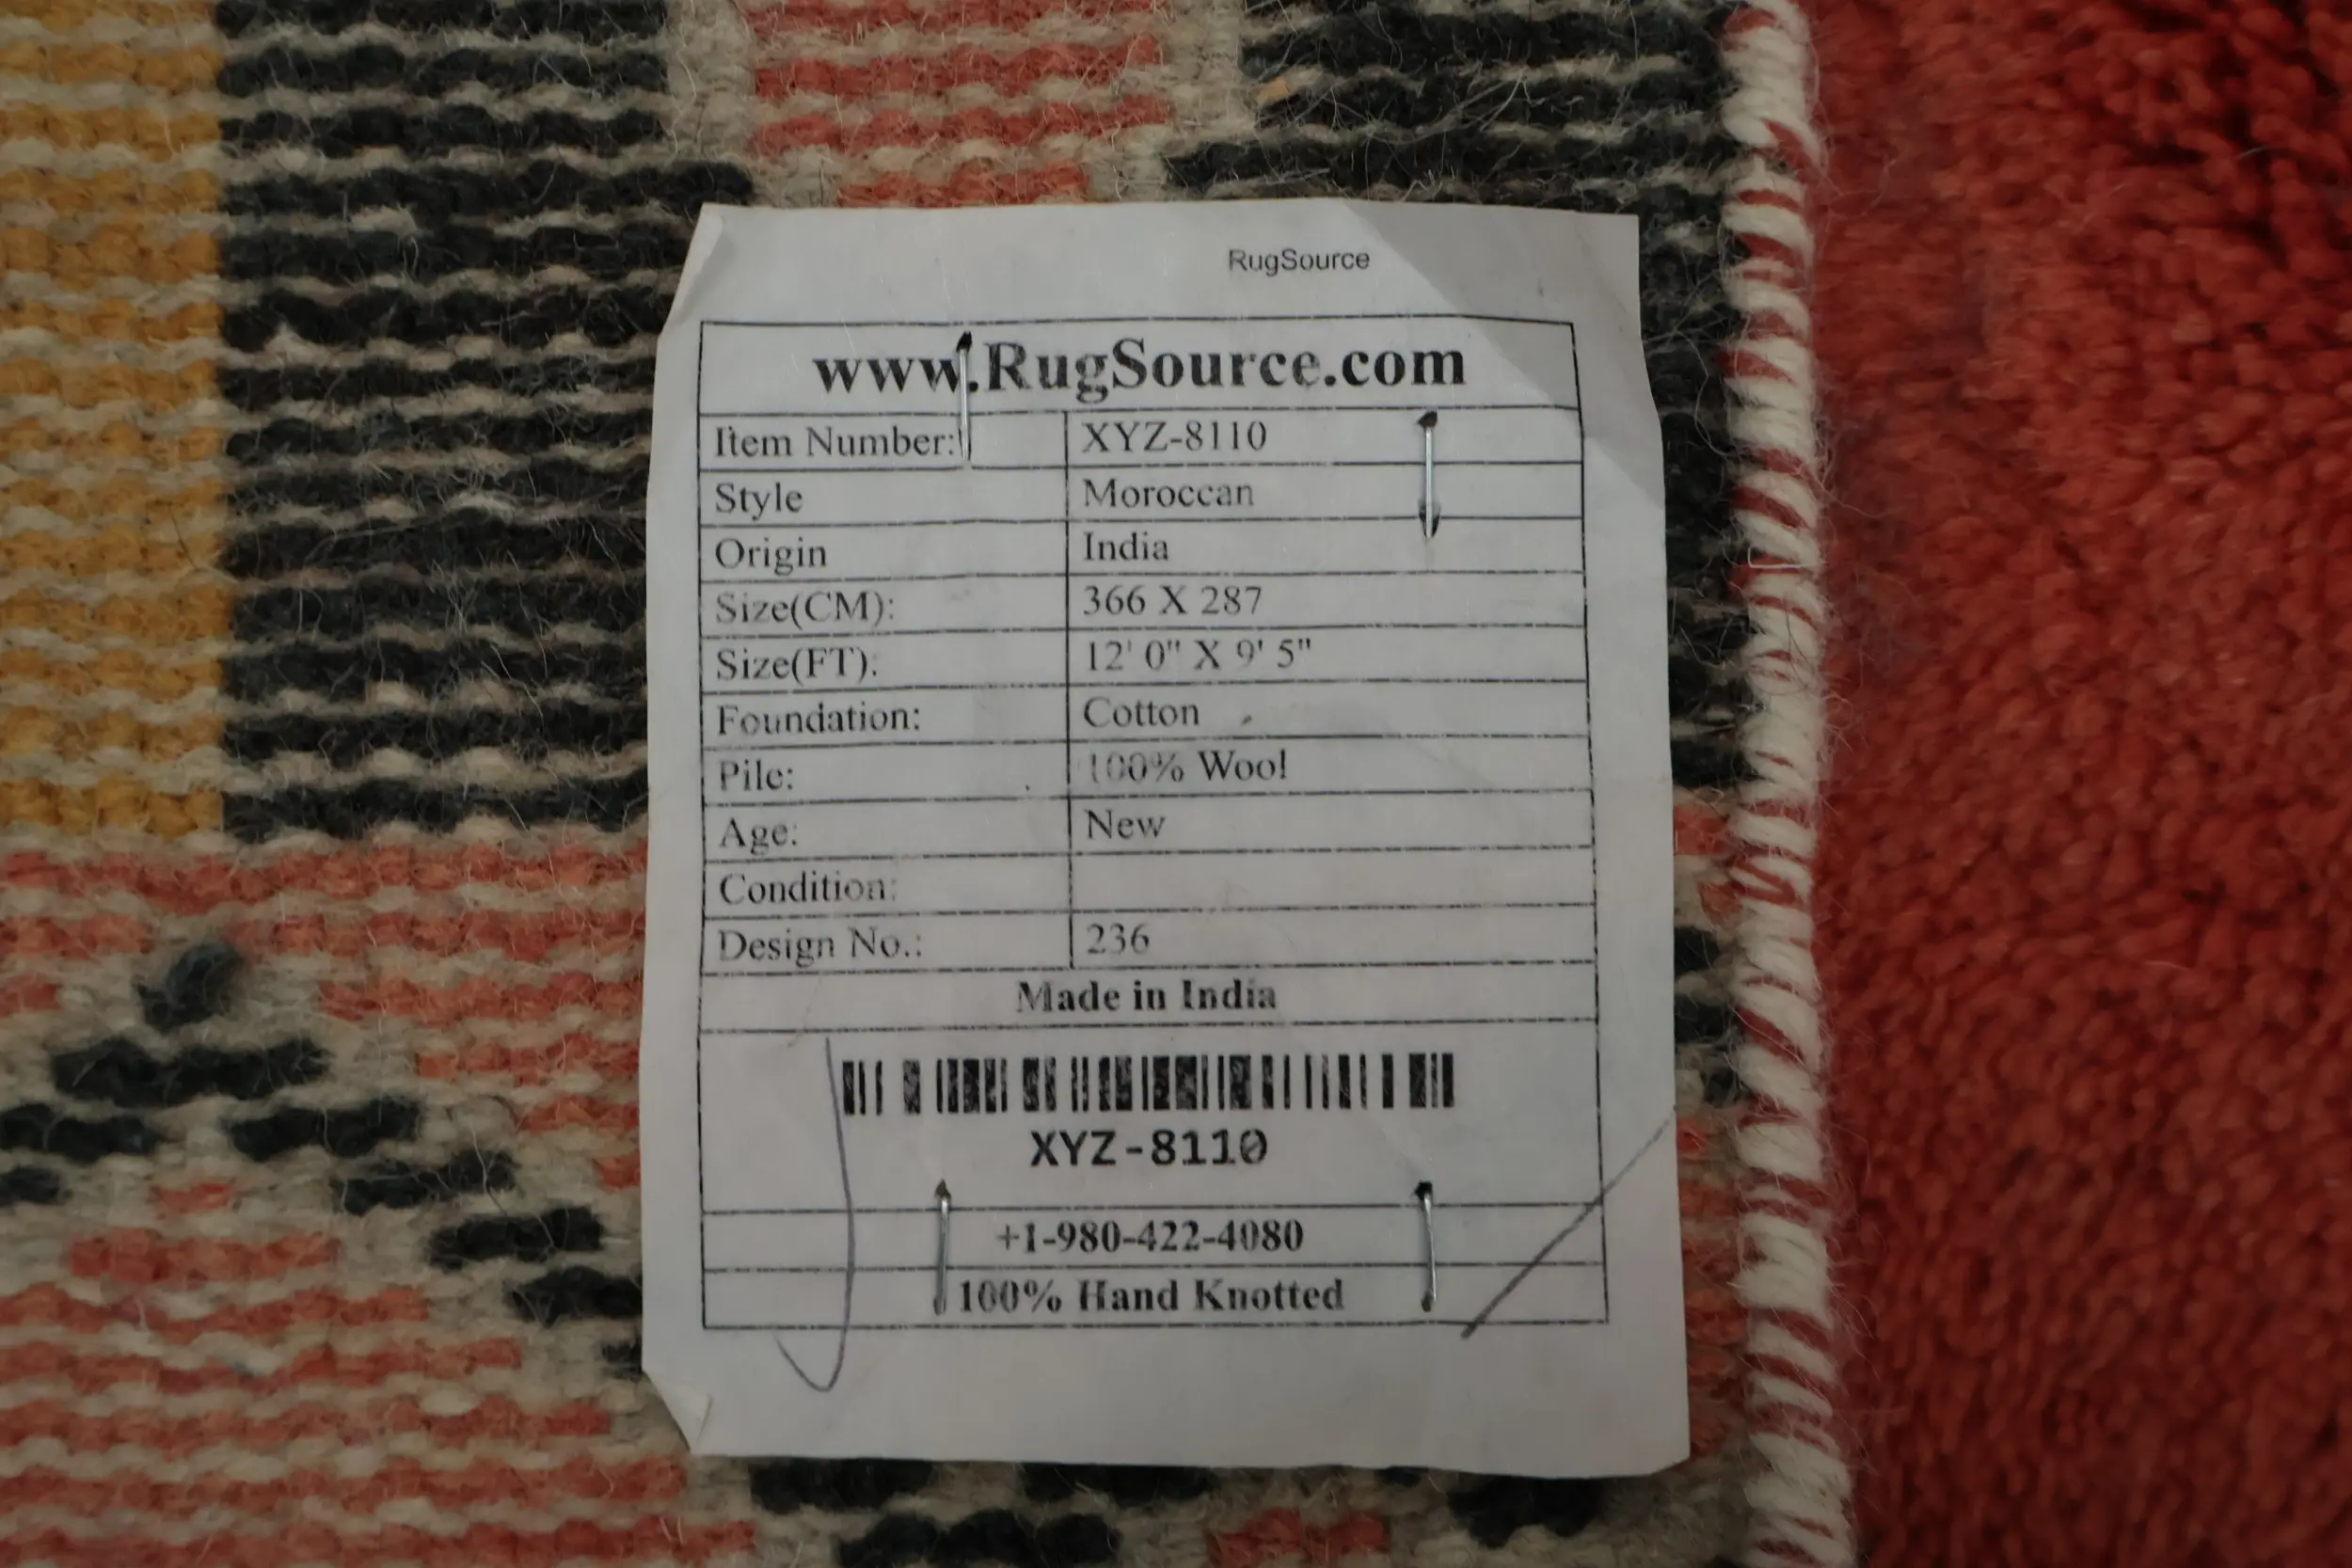 RugSource
www.RugSource.com
Item Number: XYZ-8110
Style Moroccan
Origin India
Size(CM): 366 X 287
Size(FT): 12' 0" X 9' 5"
Foundation: Cotton
Pile: 100% Wool
Age: New
Condition:
Design No.: 236
Made in India
XYZ-8110
+1-980-422-4080
100% Hand Knotted